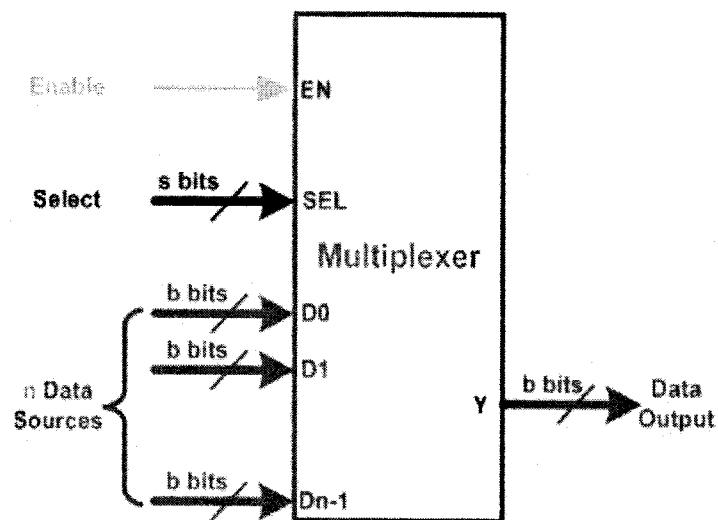 Enable
EN
s bits
Select
SEL
Multiplexer
b bits
D0
b bits
D1
n Data
Sources
Y
b bits
Data
Output
b bits
Dn-1